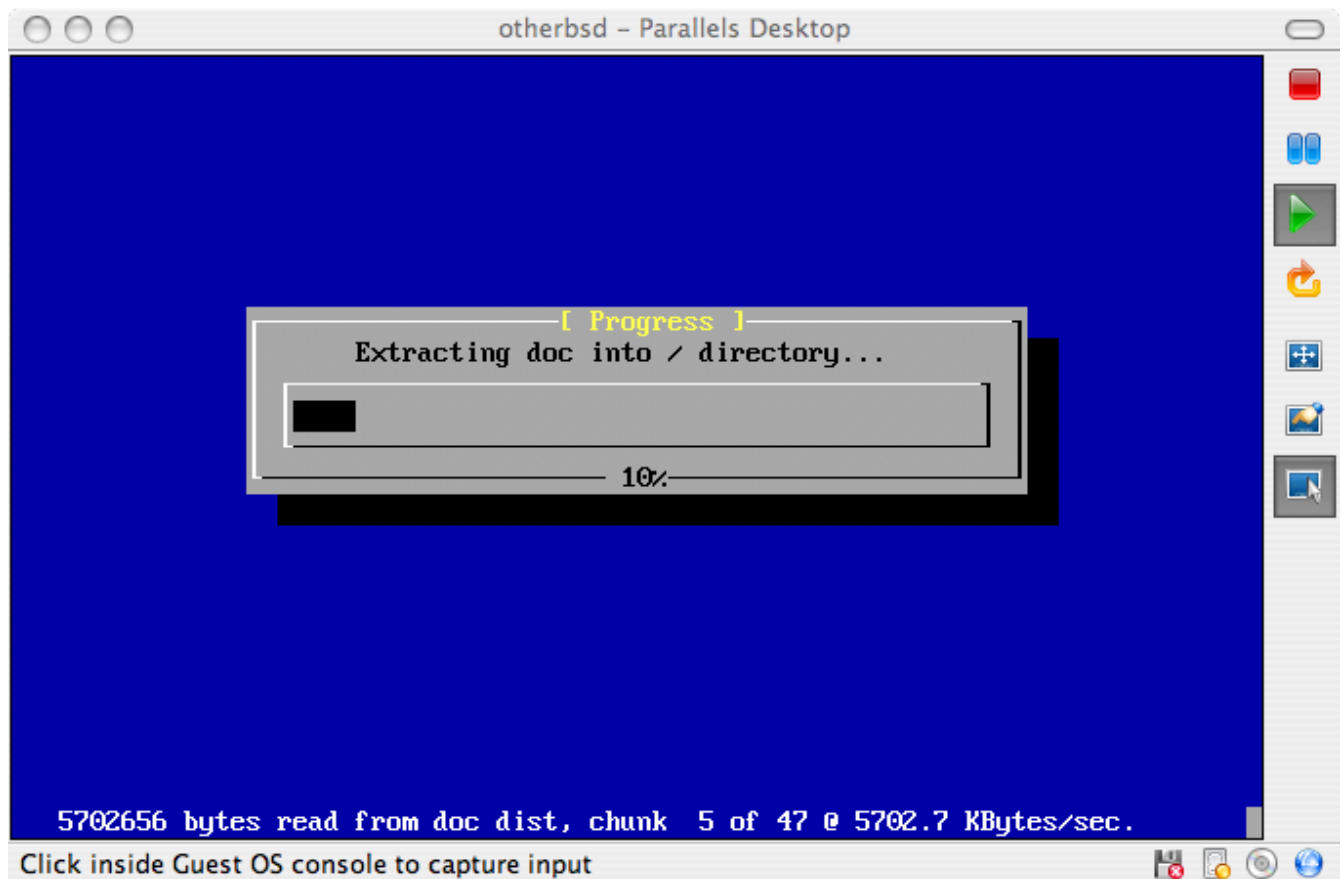 otherbsd – Parallels Desktop
[ Progress ]
Extracting doc into / directory...
10%
5702656 bytes read from doc dist, chunk  5 of 47 @ 5702.7 KBytes/sec.
Click inside Guest OS console to capture input